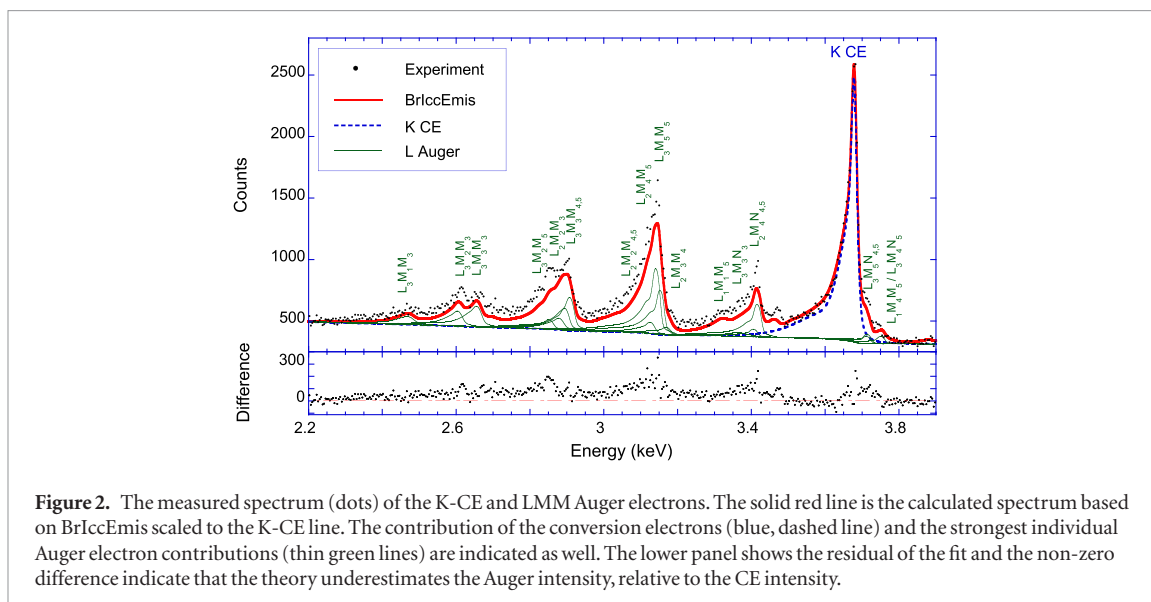 K CE
2500
2000
1500
1000
500
Counts
Experiment
BrIccEmis
K CE
L Auger
L3M1M3
L3M2M3
L3M3M3
L3M2M5
L2M2M3
L3M3M4,5
L2M2M4,5
L2M4M5
L3M5M5
L2M3M4
L1M1M5
L3M3N3
L2M4N4,5
L3M5N4,5
L1M4M5 / L3M4N5
300
0
Difference
2.2
2.6
3
3.4
3.8
Energy (keV)
Figure 2. The measured spectrum (dots) of the K-CE and LMM Auger electrons. The solid red line is the calculated spectrum based
on BrIccEmis scaled to the K-CE line. The contribution of the conversion electrons (blue, dashed line) and the strongest individual
Auger electron contributions (thin green lines) are indicated as well. The lower panel shows the residual of the fit and the non-zero
difference indicate that the theory underestimates the Auger intensity, relative to the CE intensity.